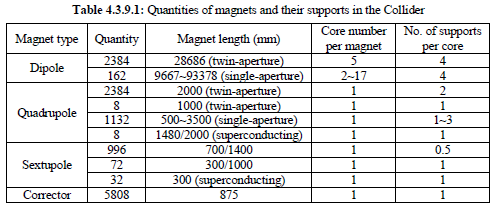 Table 4.3.9.1: Quantities of magnets and their supports in the Collider
Magnet type Quantity Magnet length (mm) Core number per magnet No. of supports per core
Dipole 2384 28686 (twin-aperture) 5 4
162 9667~93378 (single-aperture) 2~17 4
Quadrupole 2384 2000 (twin-aperture) 1 2
8 1000 (twin-aperture) 1 1
1132 500~3500 (single-aperture) 1 1~3
8 1480/2000 (superconducting) 1 1
Sextupole 996 700/1400 1 0.5
72 300/1000 1 1
32 300 (superconducting) 1 1
Corrector 5808 875 1 1